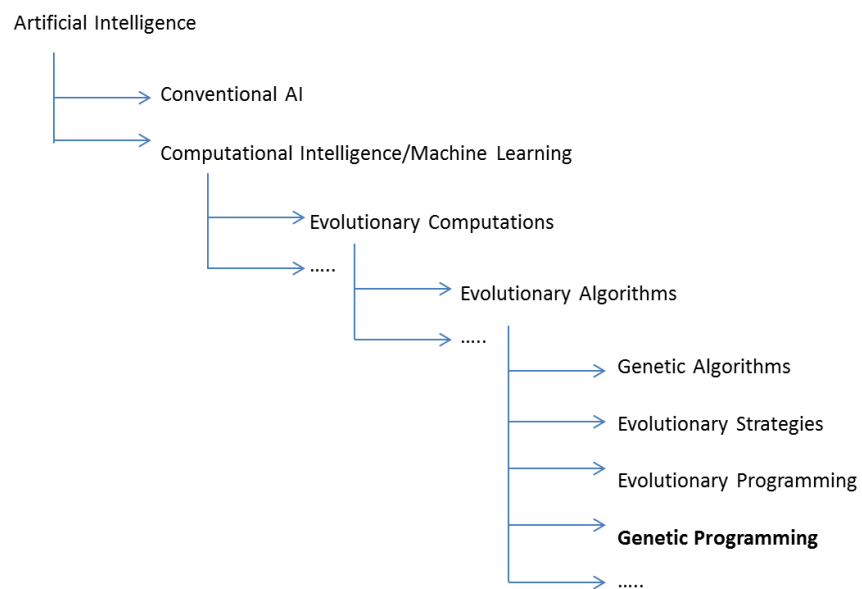 Artificial Intelligence
Conventional AI
Computational Intelligence/Machine Learning
Evolutionary Computations
.....
Evolutionary Algorithms
.....
Genetic Algorithms
Evolutionary Strategies
Evolutionary Programming
Genetic Programming
.....